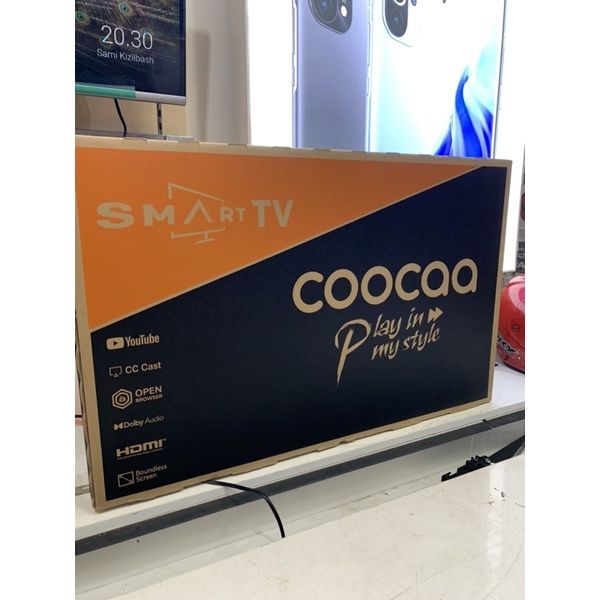 20.30
Sami Kizilbash
SMART TV
coocaa
Play in
my style
YouTube
CC Cast
OPEN
BROWSER
Dolby Audio
HDMI
Boundless
Screen